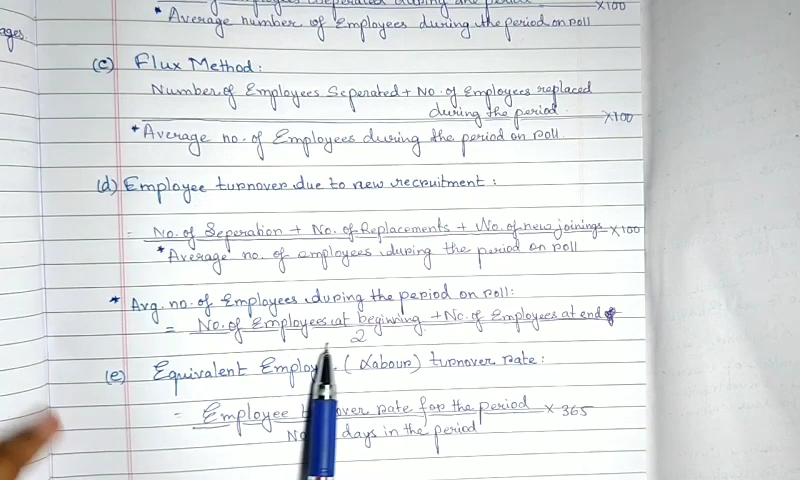 ages
×100
* Average number of Employees during the period on roll
(c) Flux Method:
Number of Employees Seperated + No. of Employees replaced
during the period
×100
* Average no. of Employees during the period on roll.
(d) Employee turnover due to new recruitment:
= No. of Seperation + No. of Replacements + No. of new joinings ×100
* Average no. of employees during the period on roll
* Avg. no. of Employees during the period on roll:
= No. of Employees at beginning + No. of Employees at end
2
(e) Equivalent Employ (Labour) turnover rate:
= Employee over rate for the period × 365
No days in the period